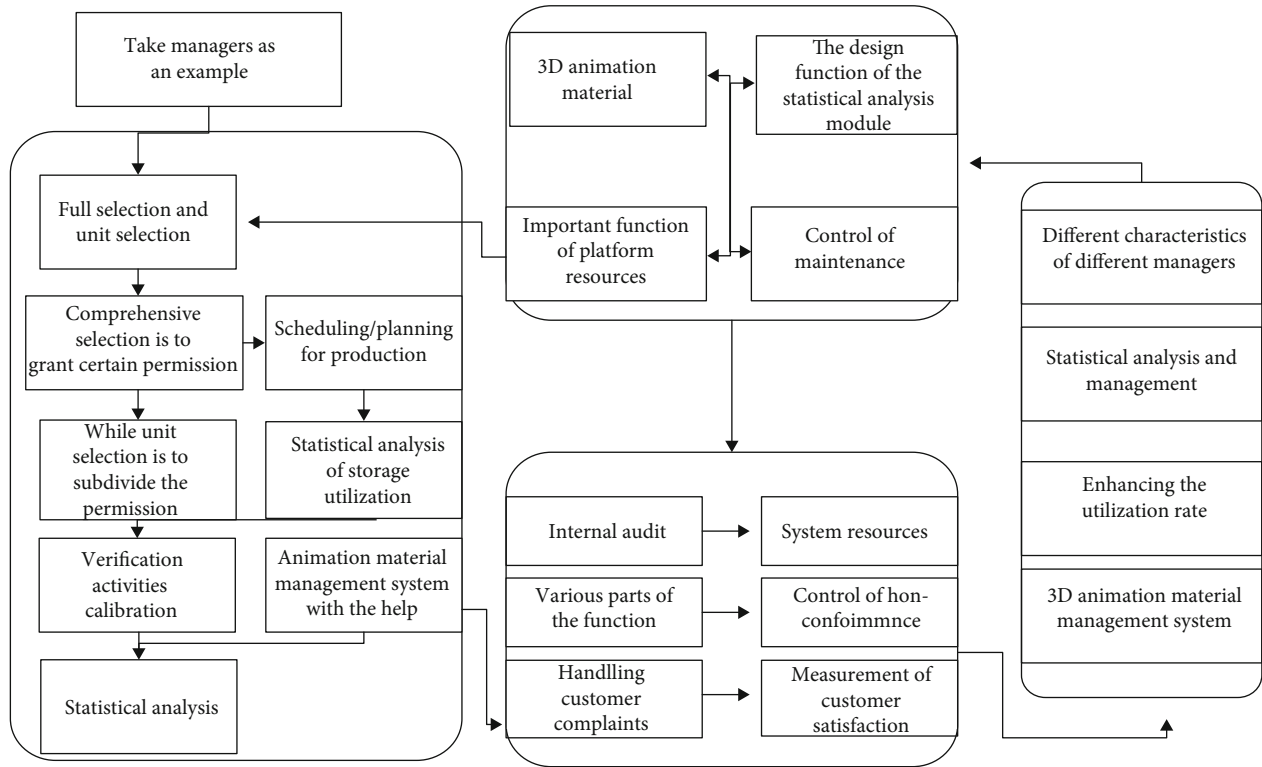 Take managers as
an example
Full selection and
unit selection
Comprehensive
selection is to
grant certain permission
Scheduling/planning
for production
While unit
selection is to
subdivide the
permission
Statistical analysis
of storage
utilization
Verification
activities
calibration
Animation material
management system
with the help
Statistical analysis
3D animation
material
The design
function of the
statistical analysis
module
Important function
of platform
resources
Control of
maintenance
Internal audit
System resources
Various parts of
the function
Control of hon-
confoimmnce
Handlling
customer
complaints
Measurement of
customer
satisfaction
Different characteristics
of different managers
Statistical analysis and
management
Enhancing the
utilization rate
3D animation material
management system